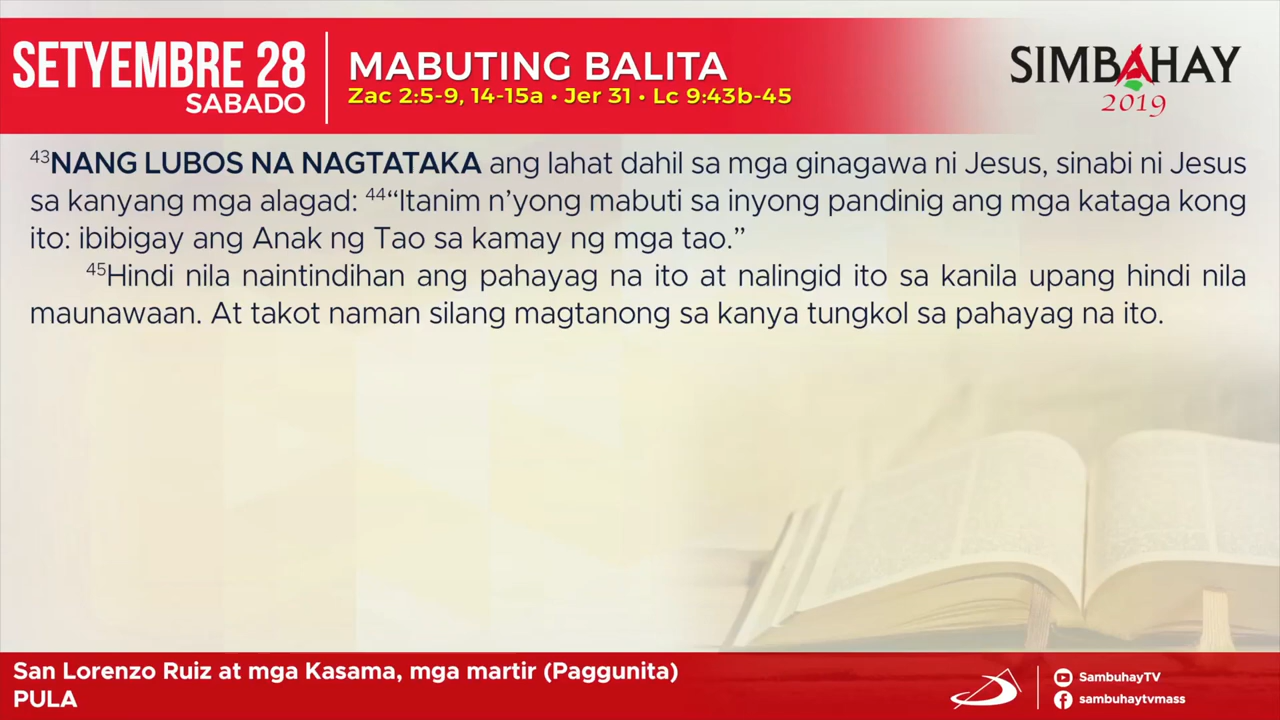 SETYEMBRE 28
SABADO
MABUTING BALITA
Zac 2:5-9, 14-15a • Jer 31 • Lc 9:43b-45
SIMBAHAY
2019
43NANG LUBOS NA NAGTATAKA ang lahat dahil sa mga ginagawa ni Jesus, sinabi ni Jesus
sa kanyang mga alagad: 44“Itanim n’yong mabuti sa inyong pandinig ang mga kataga kong
ito: ibibigay ang Anak ng Tao sa kamay ng mga tao.”
45Hindi nila naintindihan ang pahayag na ito at nalingid ito sa kanila upang hindi nila
maunawaan. At takot naman silang magtanong sa kanya tungkol sa pahayag na ito.
San Lorenzo Ruiz at mga Kasama, mga martir (Paggunita)
PULA
SambuhayTV
sambuhaytvmass